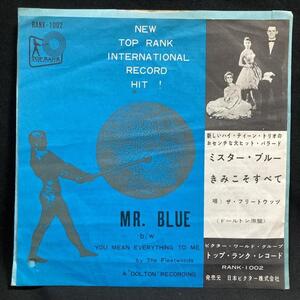 RANK-1002
TOP RANK
NEW
TOP RANK
INTERNATIONAL
RECORD
HIT !
MR. BLUE
b/w
YOU MEAN EVERYTHING TO ME
by The Fleetwoods
A "DOLTON" RECORDING
新しいハイ・ティーン・トリオの
おセンチな大ヒット・バラード
ミスター・ブルー
きみこそすべて
唄）ザ・フリートウッヅ
（ドールトン原盤）
ビクター・ワールド・グループ
トップ・ランク・レコード
RANK-1002
発売元 日本ビクター株式会社